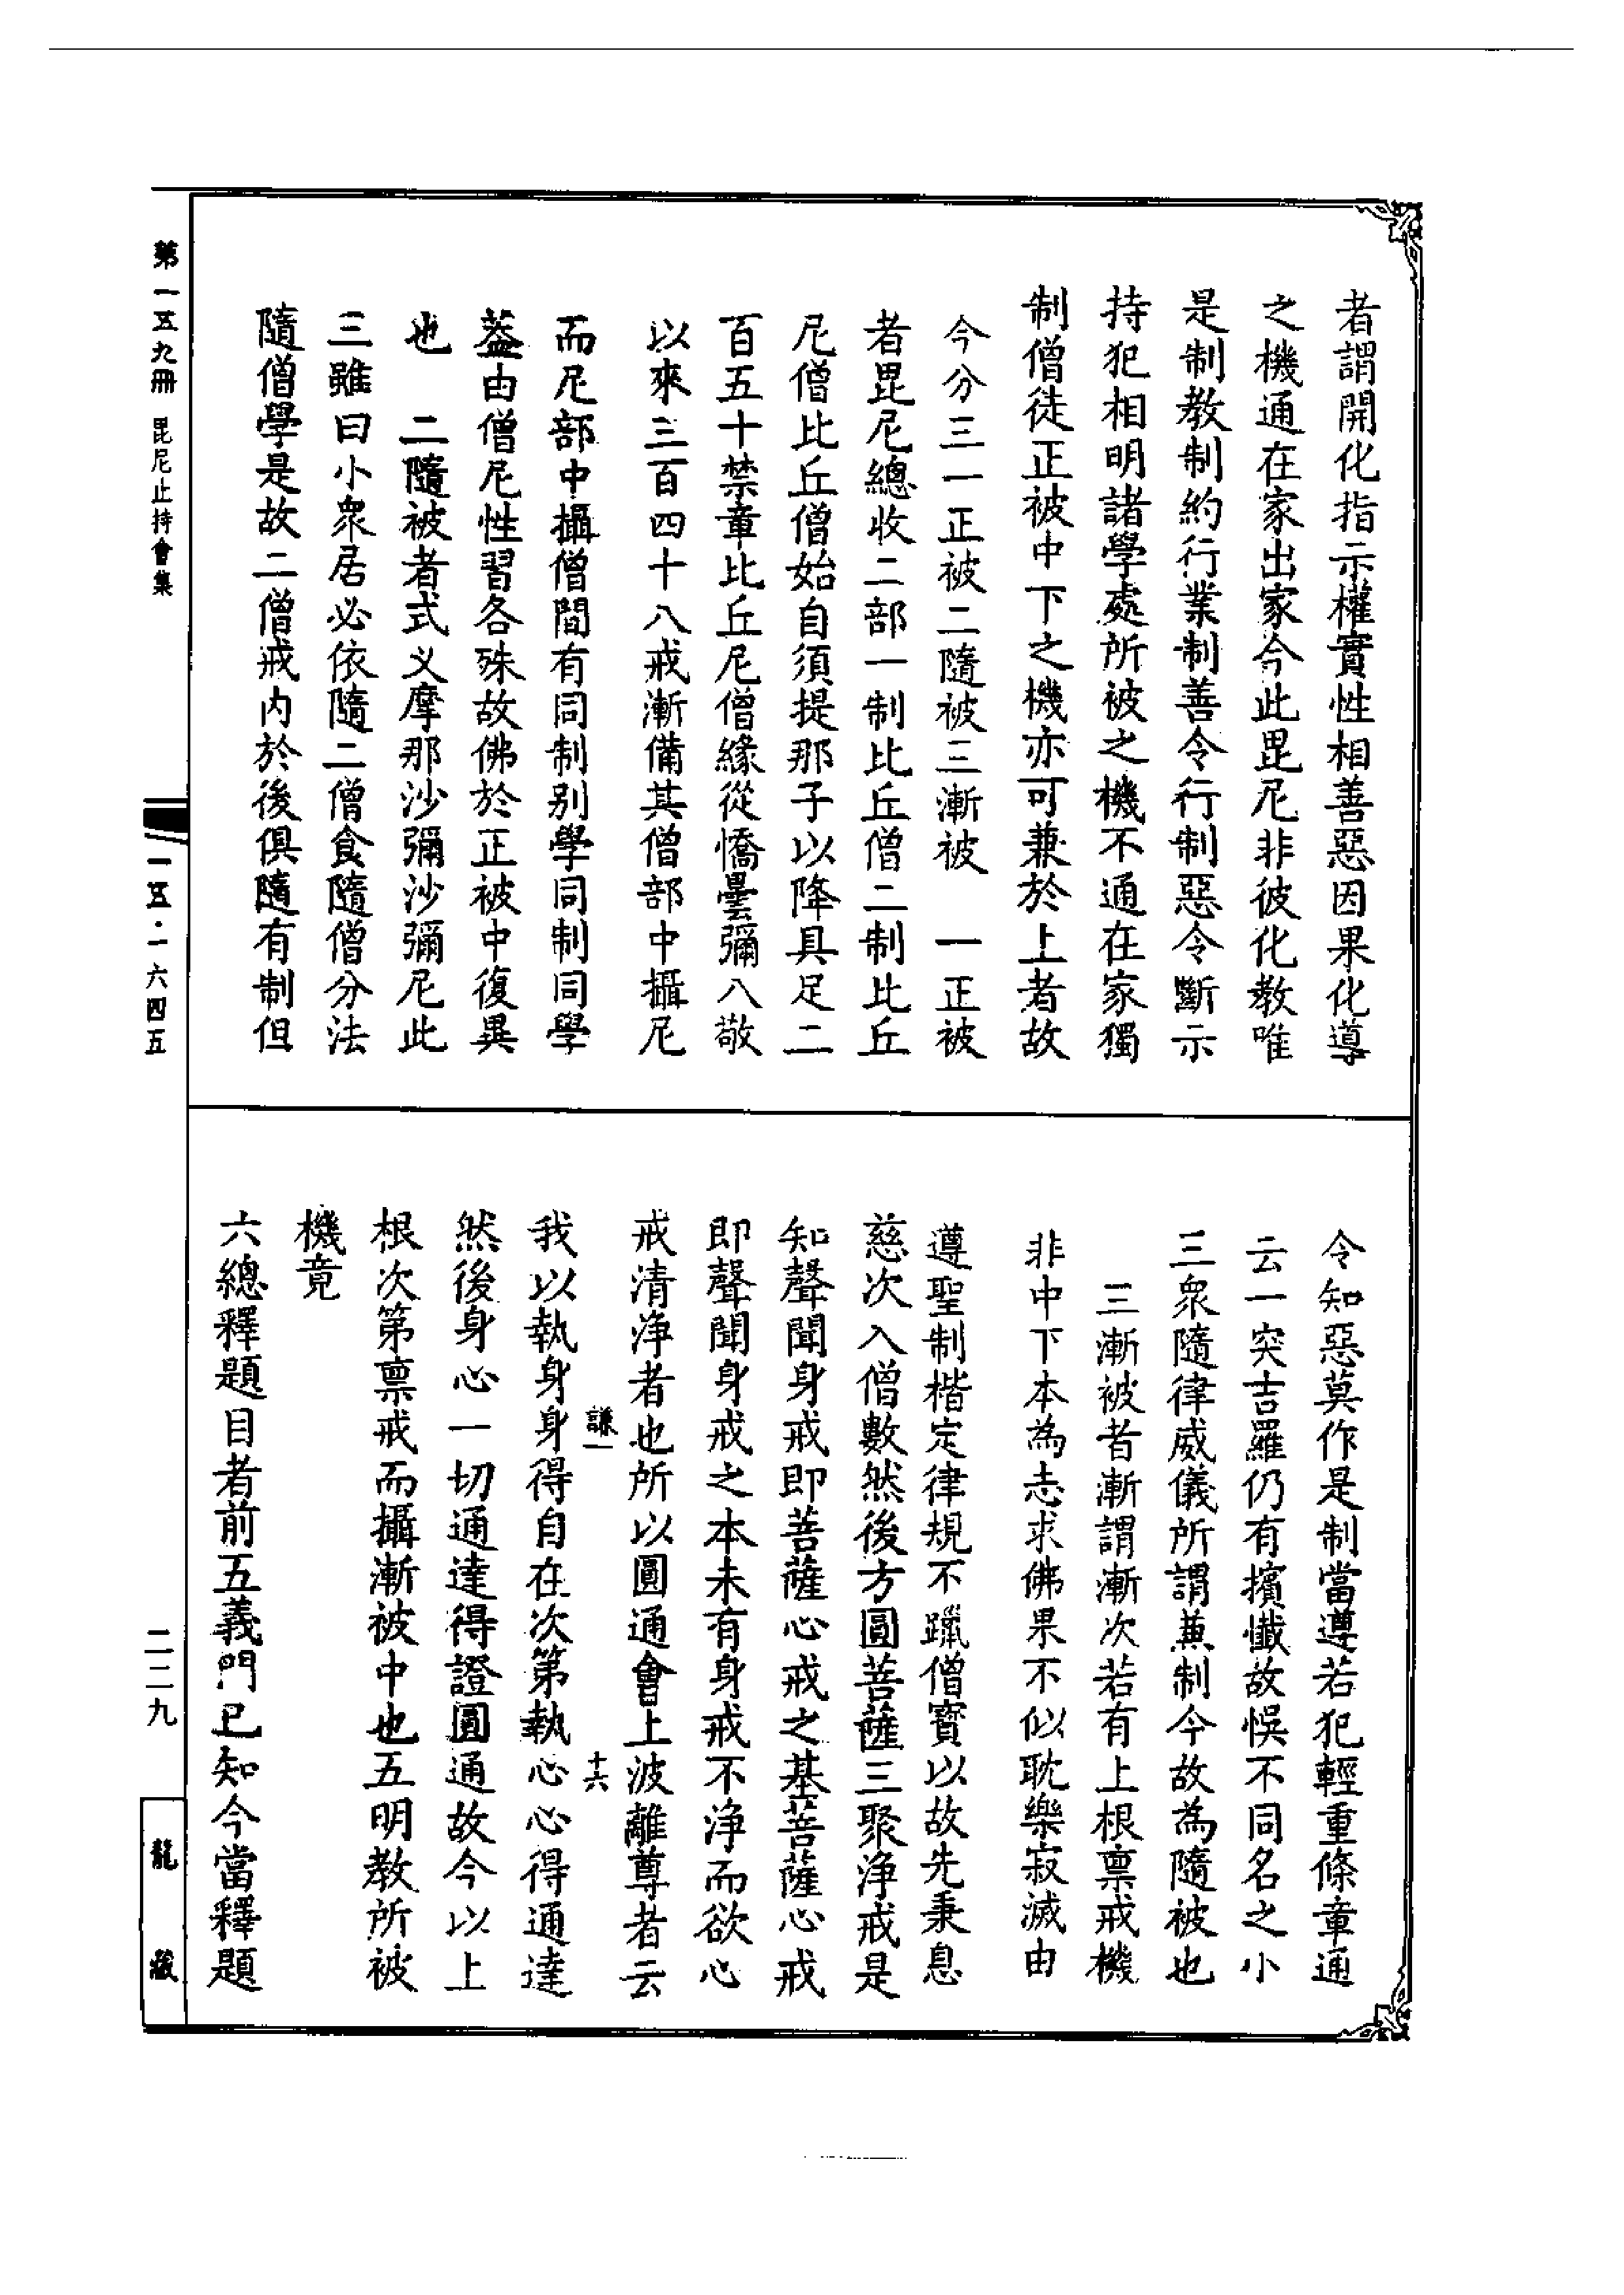 者謂開化指示權實性相善惡因果化導
之機通在家出家今此毘尼非彼化教唯
是制教制約行業制善令行制惡令斷示
持犯相明諸學處所被之機不通在家獨
制僧徒正被中下之機亦可兼於上者故
今分三一正被二隨被三漸被　一正被
者毘尼總收二部一制比丘僧二制比丘
尼僧比丘僧始自須提那子以降具足二
百五十禁章比丘尼僧緣從憍曇彌八敬
以來三百四十八戒漸備其僧部中攝尼
而尼部中攝僧間有同制別學同制同學
葢由僧尼性習各殊故佛於正被中復異
也　二隨被者式义摩那沙彌沙彌尼此
三雖曰小眾居必依隨二僧食隨僧分法
隨僧學是故二僧戒內於後俱隨有制但
令知惡莫作是制當遵若犯輕重條章通
云一突吉羅仍有擯懺故悞不同名之小
三眾隨律威儀所謂兼制今故為隨被也
三漸被者漸謂漸次若有上根稟戒機
非中下本為志求佛果不似耽樂寂滅由
遵聖制楷定律規不躐僧寶以故先秉息
慈次入僧數然後方圓菩薩三聚淨戒是
知聲聞身戒即菩薩心戒之基菩薩心戒
即聲聞身戒之本未有身戒不淨而欲心
戒清淨者也所以圓通會上波離尊者云
謙一
十六
我以執身身得自在次第執心心得通達
然後身心一切通達得證圓通故今以上
根次第稟戒而攝漸被中也五明教所被
機竟
六總釋題目者前五義門已知今當釋題
第一五九冊　毘尼止持會集
一五·一六四五
二二九
龍藏